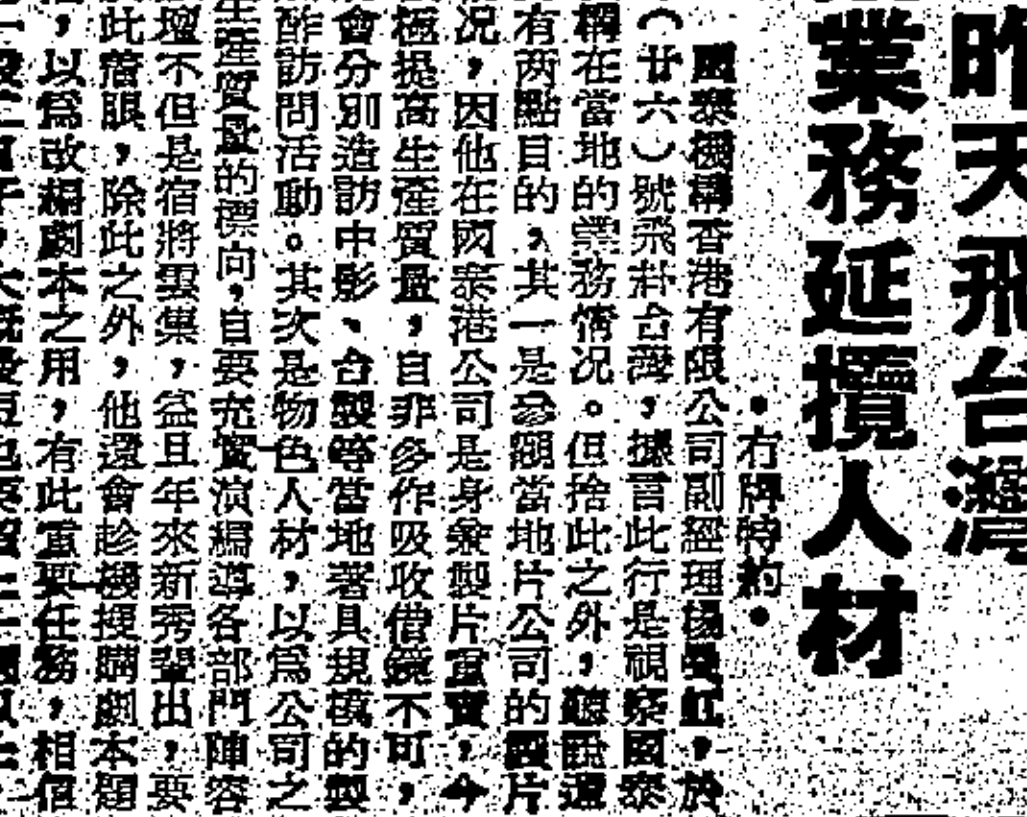 昨天飛台灣
業務延攬人材
•冇牌特約•
國泰機構香港有限公司副經理楊曼虹，於
（廿六）號飛往台灣，據言此行是視察國泰
構在當地的業務情况。但捨此之外，聽說還
有两點目的，其一是參觀當地片公司的製片
况，因他在國泰港公司是身兼製片重責，今
極提高生產質量，自非多作吸收借鏡不可，
會分別造訪中影、台製等當地著具規模的製
酢訪問活動。其次是物色人材，以爲公司之
生產質量的標向，自要充實演編導各部門陣容
壇不但是宿將雲集，益且年來新秀輩出，要
此着眼，除此之外，他還會趁機搜購劇本題
，以爲改編劇本之用，有此重要任務，相信